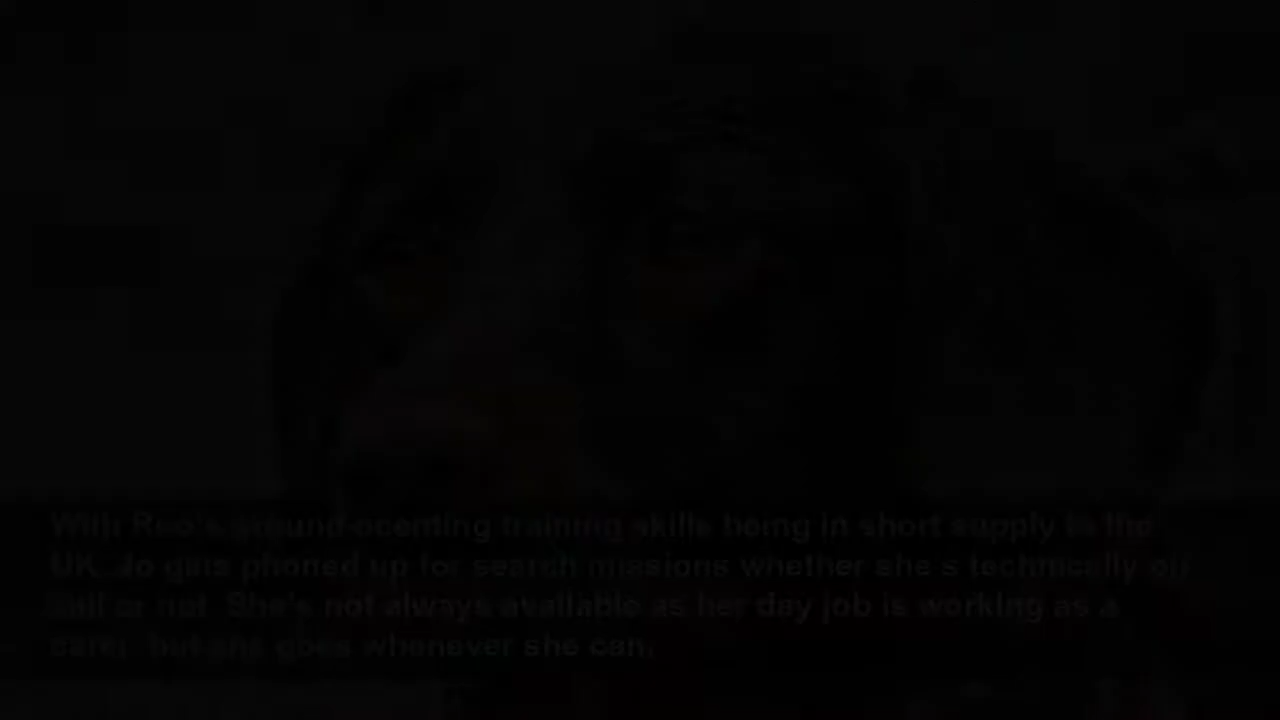 With Reo's ground-scenting training skills being in short supply in the
UK, Jo gets phoned up for search missions whether she's technically on
shift or not. She's not always available as her day job is working as a
carer, but she goes whenever she can.